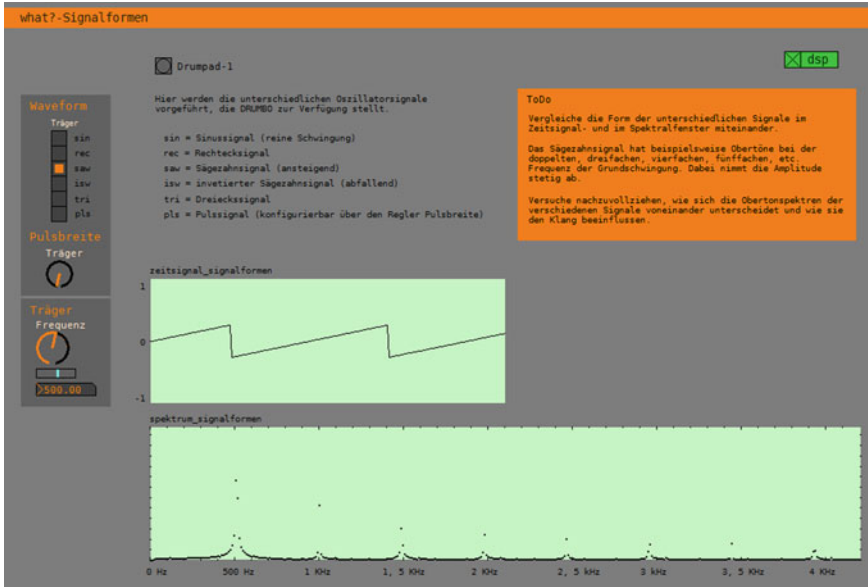 what?-Signalformen
Drumpad-1
dsp
Waveform
Träger
sin
rec
saw
isw
tri
pls
Pulsbreite
Träger
Träger
Frequenz
>500.00
Hier werden die unterschiedlichen Oszillatorsignale
vorgeführt, die DRUMBO zur Verfügung stellt.
sin = Sinussignal (reine Schwingung)
rec = Rechtecksignal
saw = Sägezahnsignal (ansteigend)
isw = invetierter Sägezahnsignal (abfallend)
tri = Dreieckssignal
pls = Pulssignal (konfigurierbar über den Regler Pulsbreite)
ToDo
Vergleiche die Form der unterschiedlichen Signale im
Zeitsignal- und im Spektralfenster miteinander.
Das Sägezahnsignal hat beispielsweise Obertöne bei der
doppelten, dreifachen, vierfachen, fünffachen, etc.
Frequenz der Grundschwingung. Dabei nimmt die Amplitude
stetig ab.
Versuche nachzuvollziehen, wie sich die Obertonspektren der
verschiedenen Signale voneinander unterscheidet und wie sie
den Klang beeinflussen.
zeitsignal_signalformen
1
0
-1
spektrum_signalformen
0 Hz 500 Hz 1 KHz 1, 5 KHz 2 KHz 2, 5 kHz 3 kHz 3, 5 KHz 4 KHz